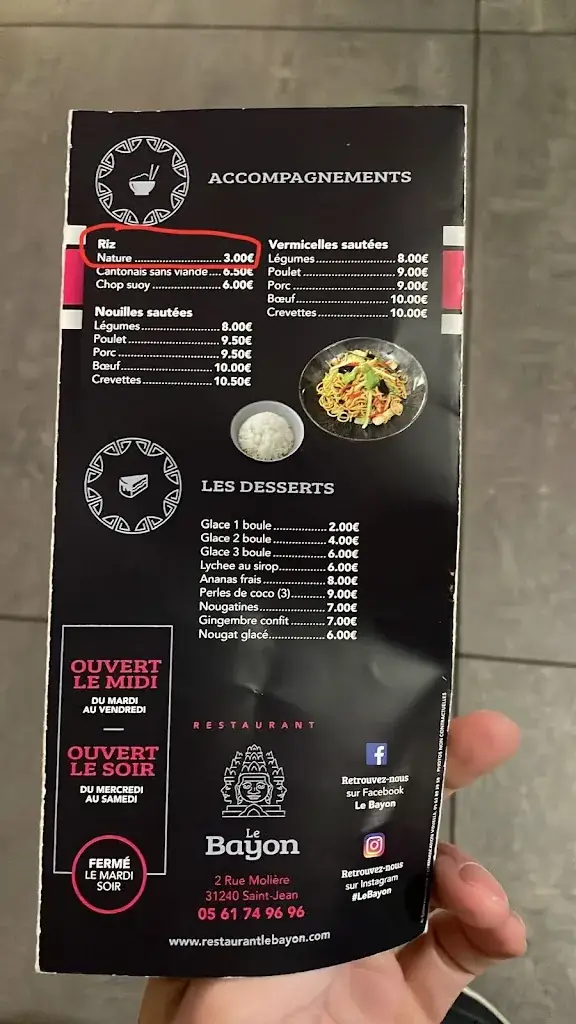 ACCOMPAGNEMENTS
Riz
Nature 3.00€
Cantonais sans viande 6.50€
Chop suoy 6.00€
Nouilles sautées
Légumes 8.00€
Poulet 9.50€
Porc 9.50€
Bœuf 10.00€
Crevettes 10.50€
Vermicelles sautées
Légumes 8.00€
Poulet 9.00€
Porc 9.00€
Bœuf 10.00€
Crevettes 10.00€
LES DESSERTS
Glace 1 boule 2.00€
Glace 2 boule 4.00€
Glace 3 boule 6.00€
Lychee au sirop 6.00€
Ananas frais 8.00€
Perles de coco (3) 9.00€
Nougatines 7.00€
Gingembre confit 7.00€
Nougat glacé 6.00€
OUVERT
LE MIDI
DU MARDI
AU VENDREDI
OUVERT
LE SOIR
DU MERCREDI
AU SAMEDI
FERMÉ
LE MARDI
SOIR
RESTAURANT
Le
Bayon
2 Rue Molière
31240 Saint-Jean
05 61 74 96 96
www.restaurantlebayon.com
Retrouvez-nous
sur Facebook
Le Bayon
Retrouvez-nous
sur Instagram
#LeBayon
PHOTOS NON CONTRACTUELLES